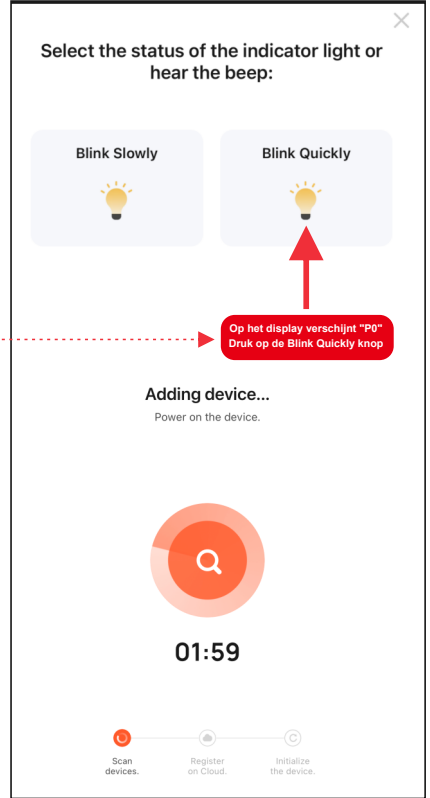 Select the status of the indicator light or
hear the beep:
Blink Slowly
Blink Quickly
Op het display verschijnt "P0"
Druk op de Blink Quickly knop
Adding device...
Power on the device.
01:59
Scan
devices.
Register
on Cloud.
Initialize
the device.